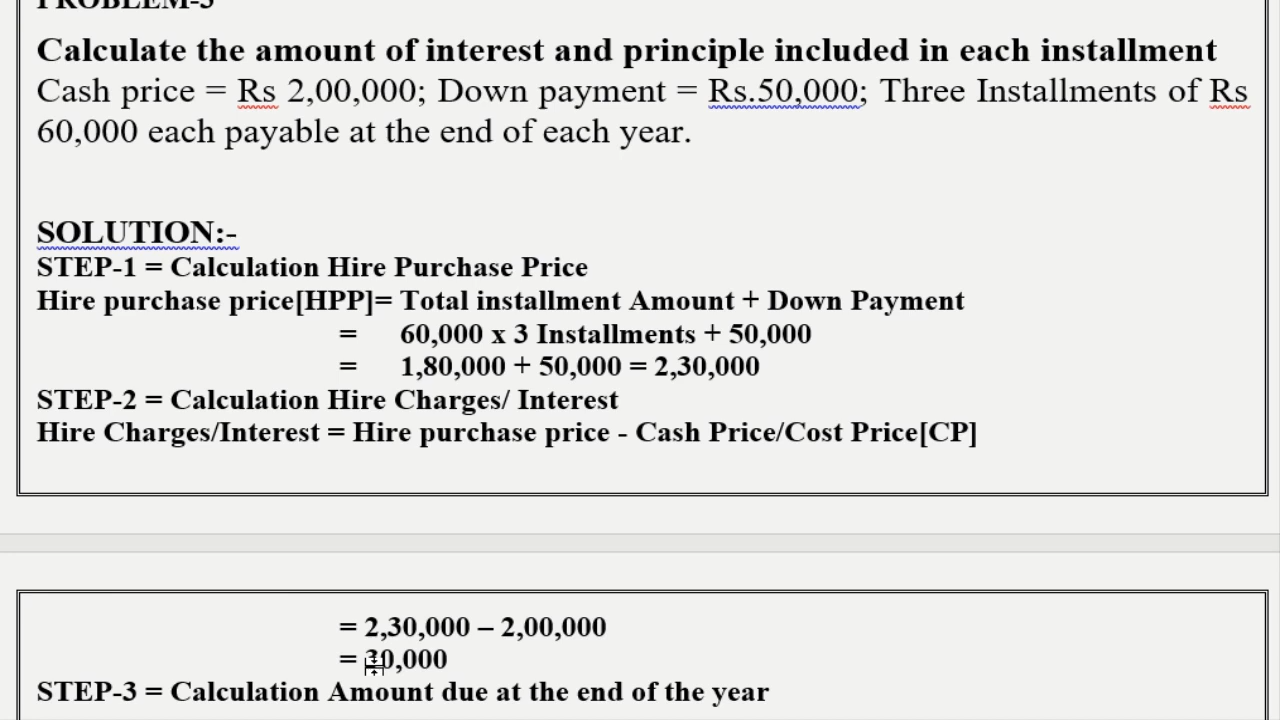 PROBLEM-3
Calculate the amount of interest and principle included in each installment
Cash price = Rs 2,00,000; Down payment = Rs.50,000; Three Installments of Rs
60,000 each payable at the end of each year.
SOLUTION:-
STEP-1 = Calculation Hire Purchase Price
Hire purchase price[HPP]= Total installment Amount + Down Payment
= 60,000 x 3 Installments + 50,000
= 1,80,000 + 50,000 = 2,30,000
STEP-2 = Calculation Hire Charges/ Interest
Hire Charges/Interest = Hire purchase price - Cash Price/Cost Price[CP]
= 2,30,000 – 2,00,000
= 30,000
STEP-3 = Calculation Amount due at the end of the year